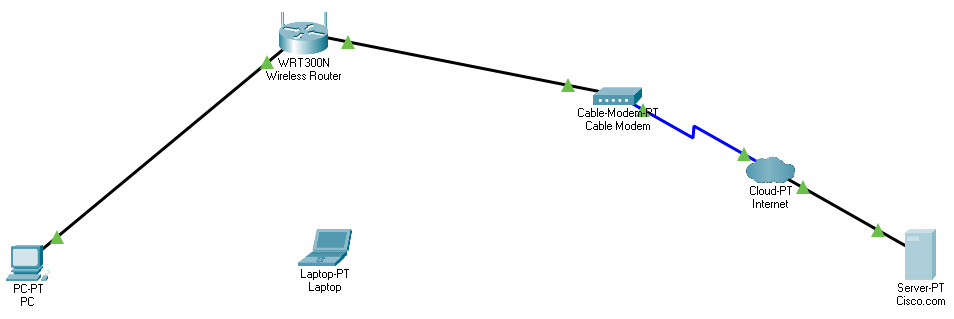 WRT300N
Wireless Router
Cable-Modem-PT
Cable Modem
Cloud-PT
Internet
Laptop-PT
Laptop
PC-PT
PC
Server-PT
Cisco.com